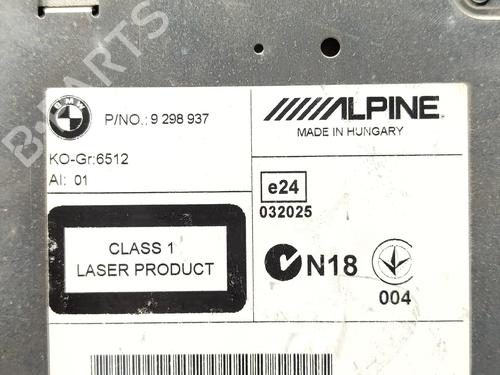 BMW
P/NO.: 9 298 937
ALPINE
MADE IN HUNGARY
KO-Gr:6512
AI: 01
e24
032025
CLASS 1
LASER PRODUCT
N18
004
B-PARTS